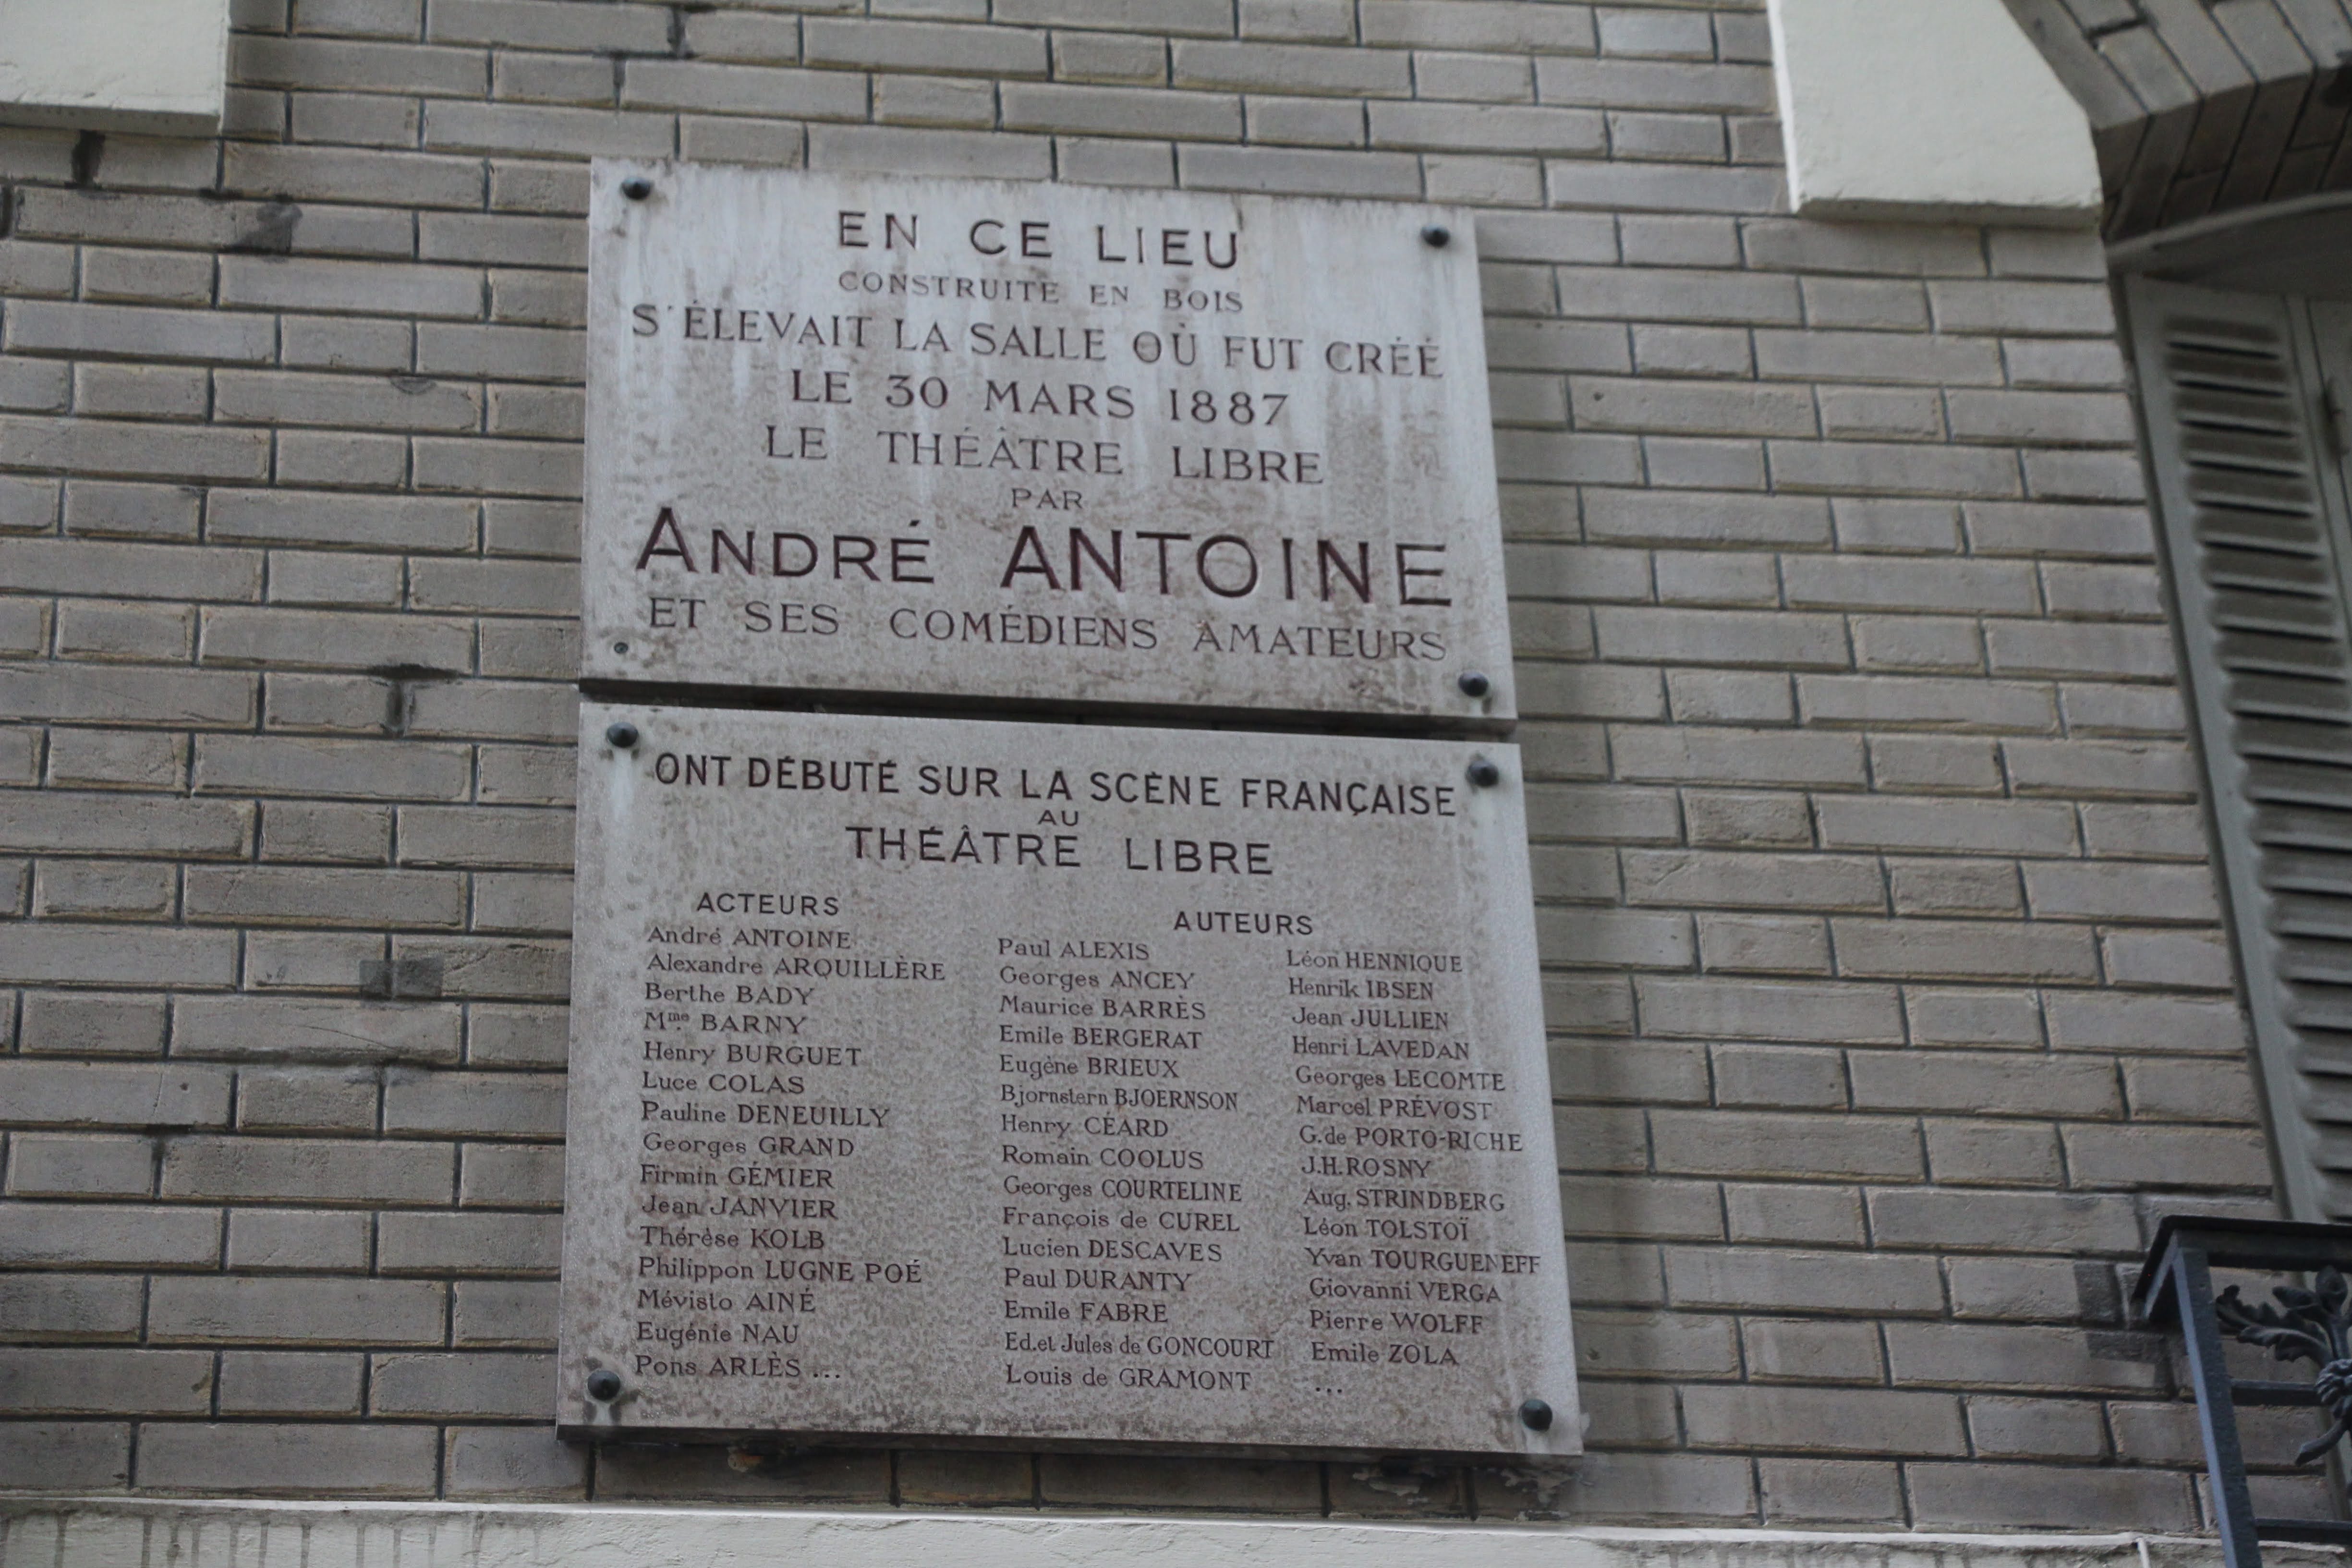 EN CE LIEU
CONSTRUITE EN BOIS
S'ÉLEVAIT LA SALLE OÙ FUT CRÉÉ
LE 30 MARS 1887
LE THÉÂTRE LIBRE
PAR
ANDRÉ ANTOINE
ET SES COMÉDIENS AMATEURS
ONT DÉBUTÉ SUR LA SCÈNE FRANÇAISE
AU
THÉÂTRE LIBRE
ACTEURS
André ANTOINE
Alexandre ARQUILLÈRE
Berthe BADY
Mme BARNY
Henry BURGUET
Luce COLAS
Pauline DENEUILLY
Georges GRAND
Firmin GÉMIER
Jean JANVIER
Thérèse KOLB
Philippon LUGNE POÉ
Mévisto AINÉ
Eugénie NAU
Pons ARLÈS ...
AUTEURS
Paul ALEXIS
Georges ANCEY
Maurice BARRÈS
Emile BERGERAT
Eugène BRIEUX
Bjornstern BJOERNSON
Henry CÉARD
Romain COOLUS
Georges COURTELINE
François de CUREL
Lucien DESCAVES
Paul DURANTY
Emile FABRE
Ed. et Jules de GONCOURT
Louis de GRAMONT
Léon HENNIQUE
Henrik IBSEN
Jean JULLIEN
Henri LAVEDAN
Georges LECOMTE
Marcel PRÉVOST
G. de PORTO-RICHE
J.H. ROSNY
Aug. STRINDBERG
Léon TOLSTOÏ
Yvan TOURGUENEFF
Giovanni VERGA
Pierre WOLFF
Emile ZOLA
...